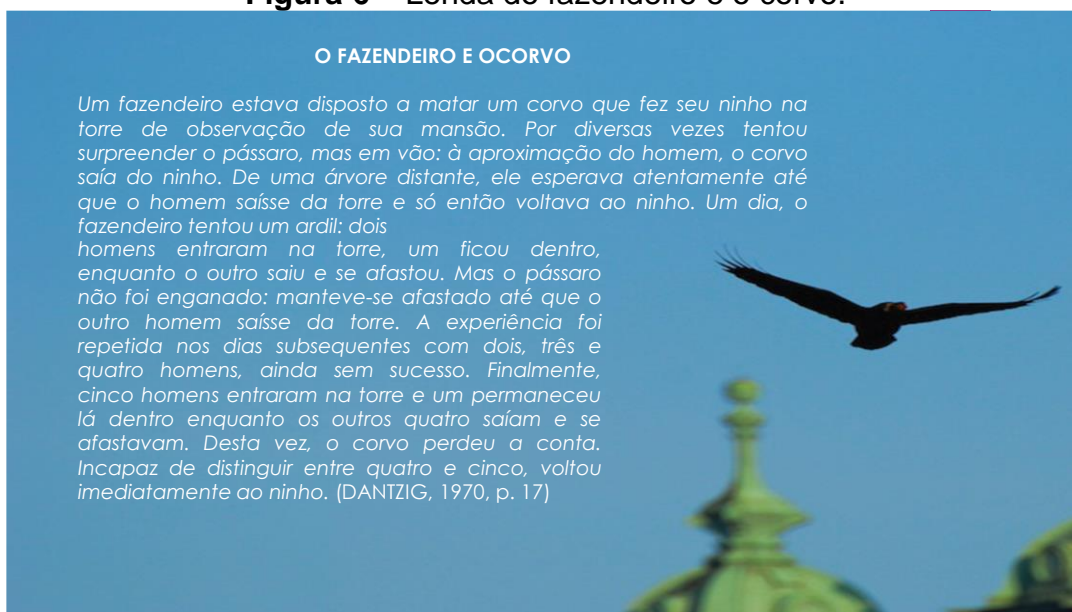 Figura 6 – Lenda do fazendeiro e o corvo.
O FAZENDEIRO E OCORVO
Um fazendeiro estava disposto a matar um corvo que fez seu ninho na
torre de observação de sua mansão. Por diversas vezes tentou
surpreender o pássaro, mas em vão: à aproximação do homem, o corvo
saía do ninho. De uma árvore distante, ele esperava atentamente até
que o homem saísse da torre e só então voltava ao ninho. Um dia, o
fazendeiro tentou um ardil: dois
homens entraram na torre, um ficou dentro,
enquanto o outro saiu e se afastou. Mas o pássaro
não foi enganado: manteve-se afastado até que o
outro homem saísse da torre. A experiência foi
repetida nos dias subsequentes com dois, três e
quatro homens, ainda sem sucesso. Finalmente,
cinco homens entraram na torre e um permaneceu
lá dentro enquanto os outros quatro saíam e se
afastavam. Desta vez, o corvo perdeu a conta.
Incapaz de distinguir entre quatro e cinco, voltou
imediatamente ao ninho. (DANTZIG, 1970, p. 17)